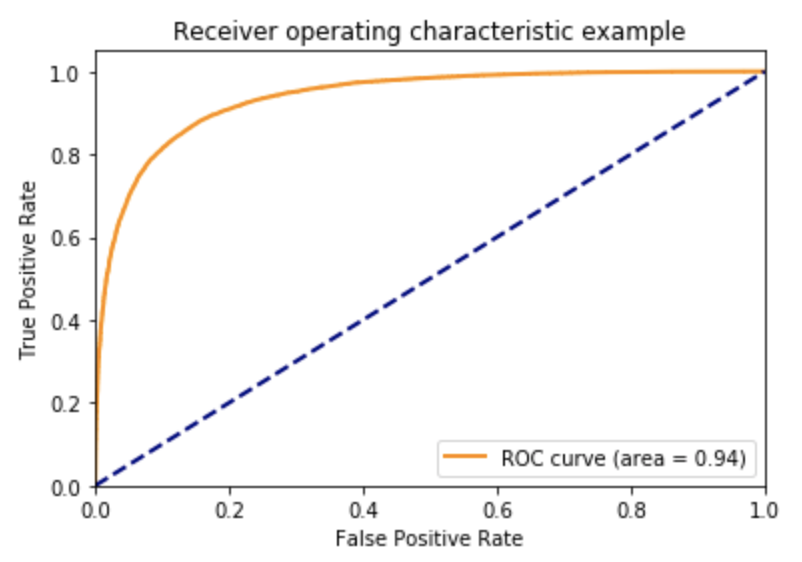 Receiver operating characteristic example
True Positive Rate
1.0
0.8
0.6
0.4
0.2
0.0
ROC curve (area = 0.94)
0.0 0.2 0.4 0.6 0.8 1.0
False Positive Rate